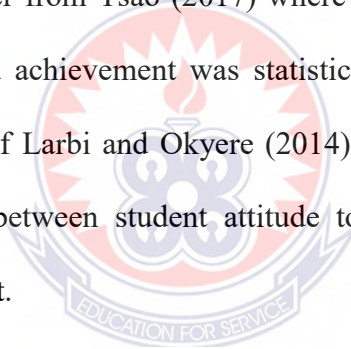 from Tsao (2017) where
achievement was statistic
f Larbi and Okyere (2014)
between student attitude to
t.
EDUCATION FOR SERVICE